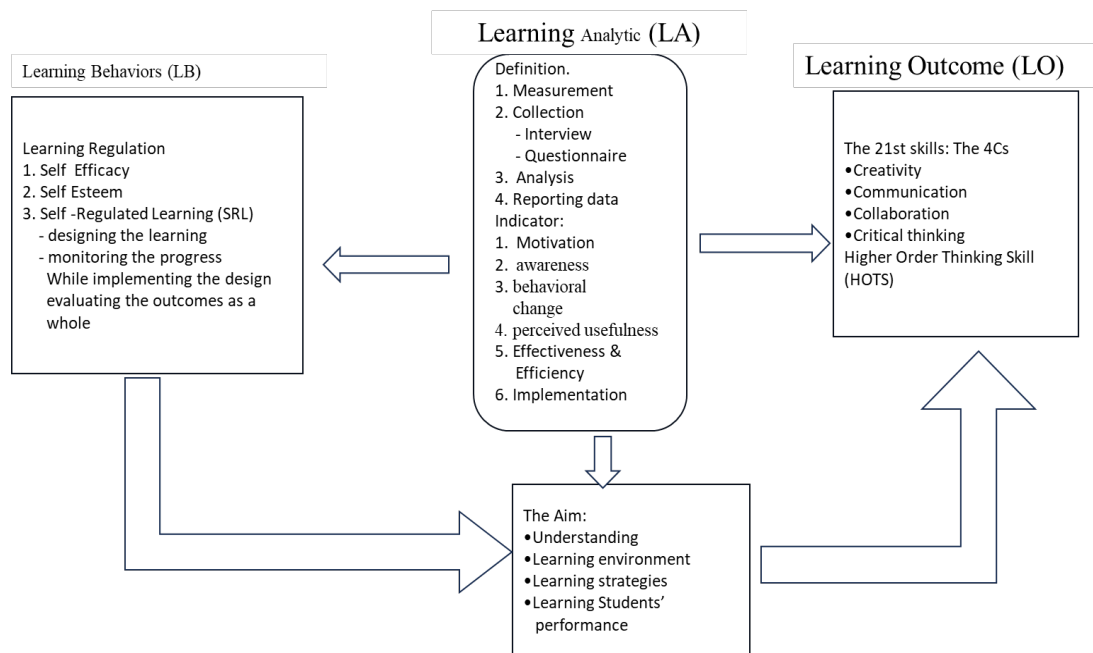 Learning Analytic (LA)
Learning Behaviors (LB)
Learning Outcome (LO)
Learning Regulation
1. Self Efficacy
2. Self Esteem
3. Self -Regulated Learning (SRL)
- designing the learning
- monitoring the progress
While implementing the design
evaluating the outcomes as a
whole
Definition.
1. Measurement
2. Collection
- Interview
- Questionnaire
3. Analysis
4. Reporting data
Indicator:
1. Motivation
2. awareness
3. behavioral
change
4. perceived usefulness
5. Effectiveness &
Efficiency
6. Implementation
The 21st skills: The 4Cs
•Creativity
•Communication
•Collaboration
•Critical thinking
Higher Order Thinking Skill
(HOTS)
The Aim:
•Understanding
•Learning environment
•Learning strategies
•Learning Students’
performance